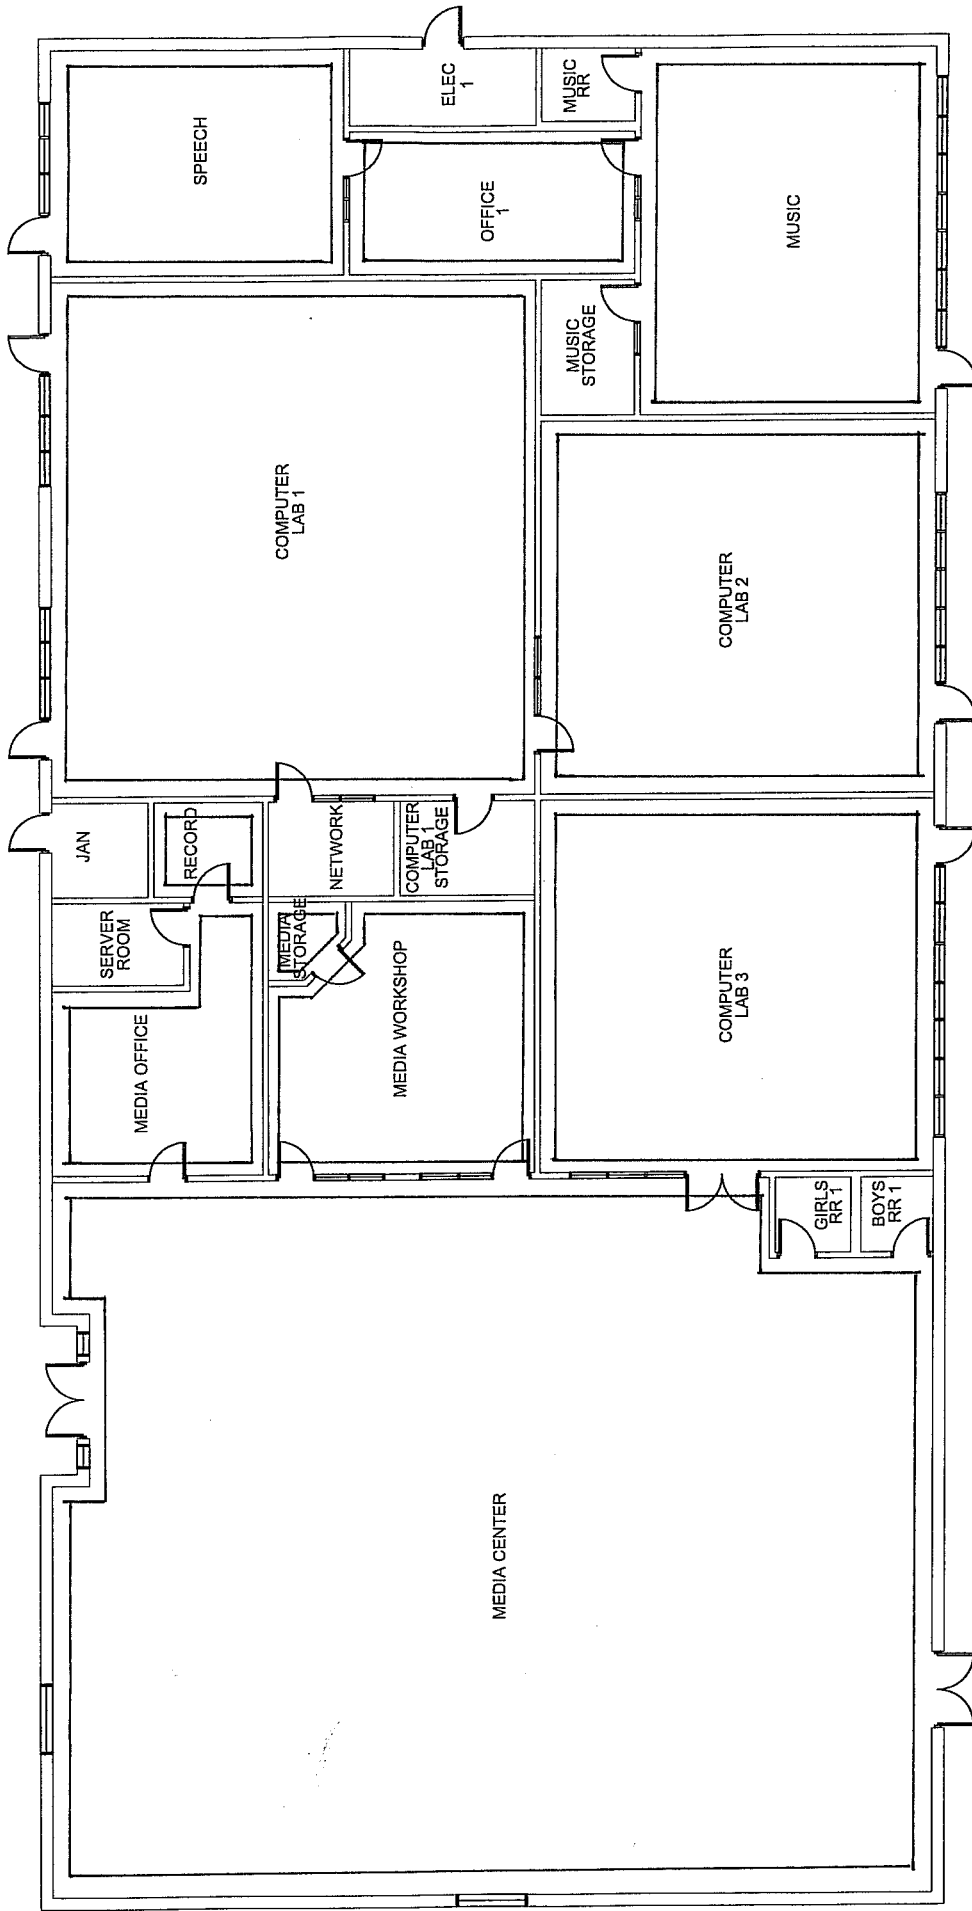 SPEECH
ELEC
1
MUSIC
RR
OFFICE
1
MUSIC
MUSIC
STORAGE
COMPUTER
LAB 1
COMPUTER
LAB 2
JAN
RECORD
NETWORK
COMPUTER
LAB 1
STORAGE
SERVER
ROOM
MEDIA
STORAGE
MEDIA OFFICE
MEDIA WORKSHOP
COMPUTER
LAB 3
GIRLS
RR 1
BOYS
RR 1
MEDIA CENTER